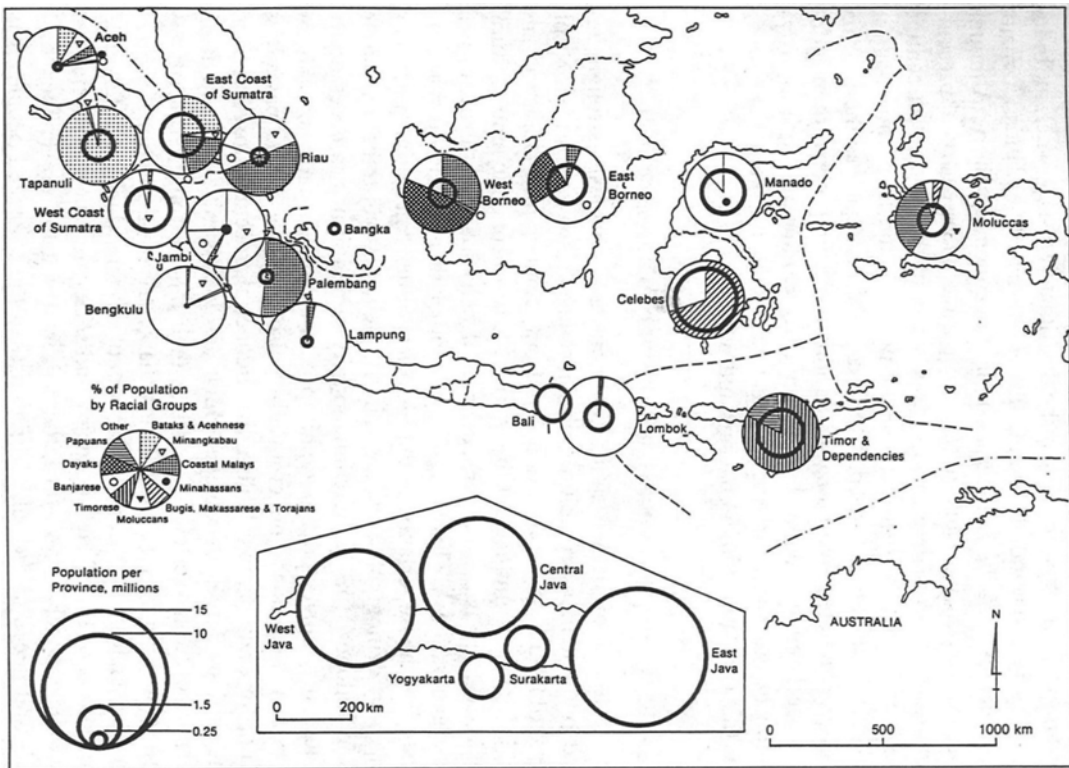 Aceh
East Coast
of Sumatra
Tapanuli
Riau
West Coast
of Sumatra
Jambi
Bengkulu
Palembang
Bangka
Lampung
West
Borneo
East
Borneo
Manado
Moluccas
Celebes
Bali
Lombok
Timor &
Dependencies
% of Population
by Racial Groups
Other
Bataks & Acehnese
Papuans
Minangkabau
Dayaks
Coastal Malays
Banjarese
Minahassans
Timorese
Bugis, Makassarese & Torajans
Moluccans
Population per
Province, millions
15
10
1.5
0.25
Central
Java
West
Java
East
Java
Yogyakarta
Surakarta
0 200 km
AUSTRALIA
N
0 500 1000 km